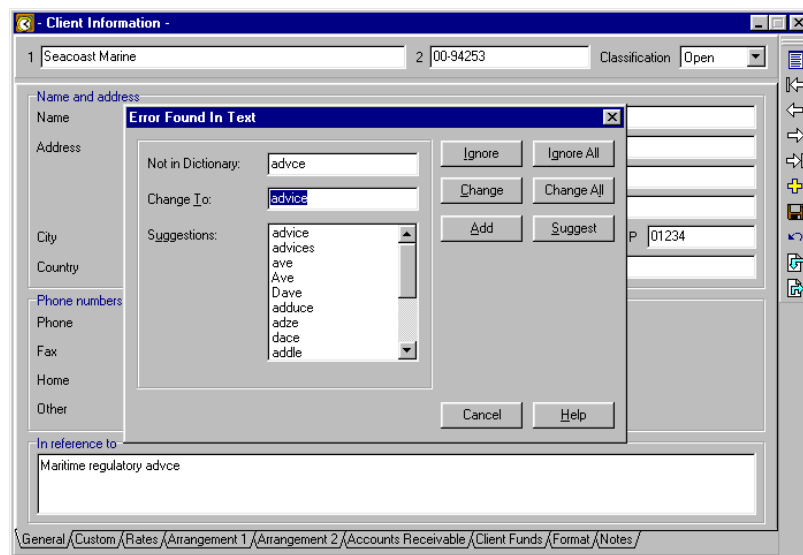 - Client Information -
1 Seacoast Marine 2 00-94253 Classification Open
Name and address
Name
Address
City
P 01234
Country
Phone numbers
Phone
Fax
Home
Other
Error Found In Text
Not in Dictionary: advce
Change To: advice
Suggestions:
advice
advices
ave
Ave
Dave
adduce
adze
dace
addle
Ignore Ignore All
Change Change All
Add Suggest
Cancel Help
In reference to
Maritime regulatory advce
General Custom Rates Arrangement 1 Arrangement 2 Accounts Receivable Client Funds Format Notes